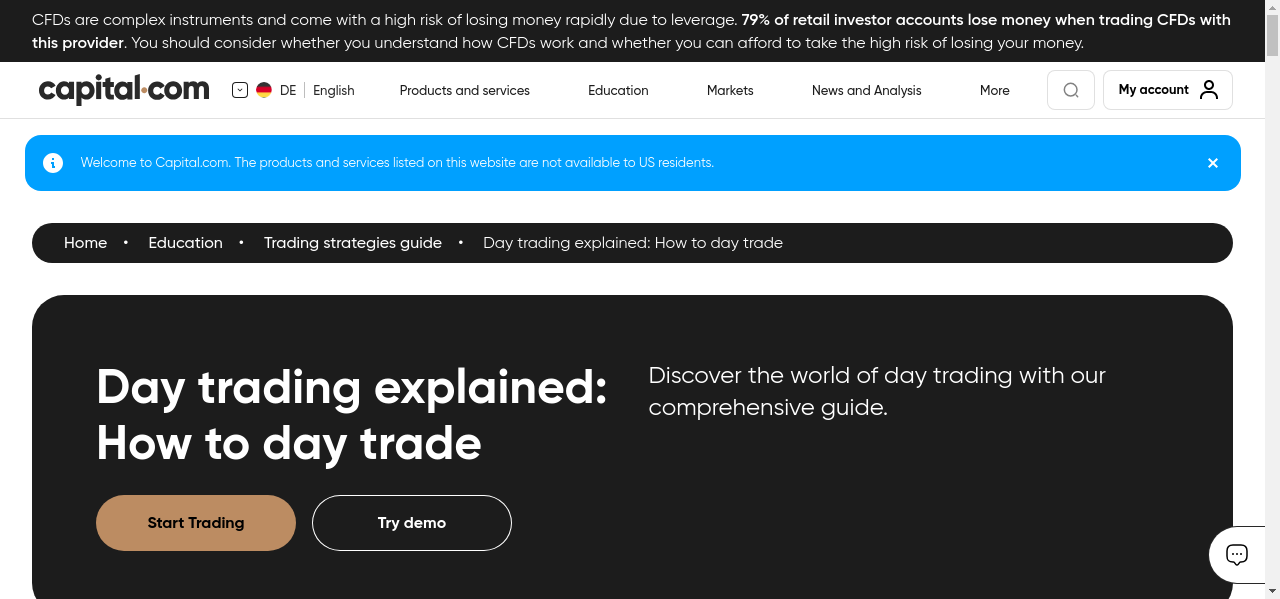 CFDs are complex instruments and come with a high risk of losing money rapidly due to leverage. 79% of retail investor accounts lose money when trading CFDs with
this provider. You should consider whether you understand how CFDs work and whether you can afford to take the high risk of losing your money.
capital.com DE English Products and services Education Markets News and Analysis More My account
Welcome to Capital.com. The products and services listed on this website are not available to US residents.
Home • Education • Trading strategies guide • Day trading explained: How to day trade
Day trading explained:
How to day trade
Discover the world of day trading with our
comprehensive guide.
Start Trading Try demo